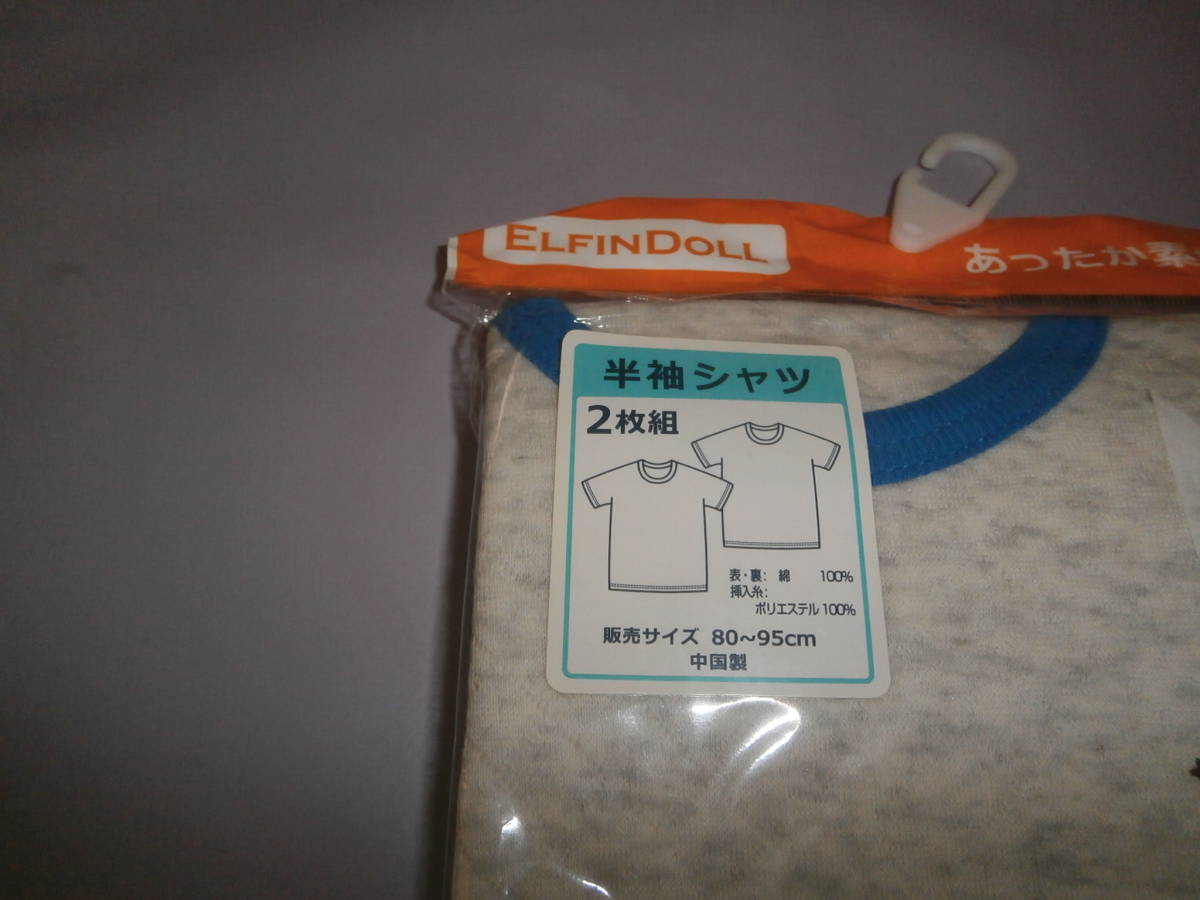 ELFINDOLL
あったか素
半袖シャツ
2枚組
表・裏: 綿 100%
挿入糸:
ポリエステル 100%
販売サイズ 80~95cm
中国製